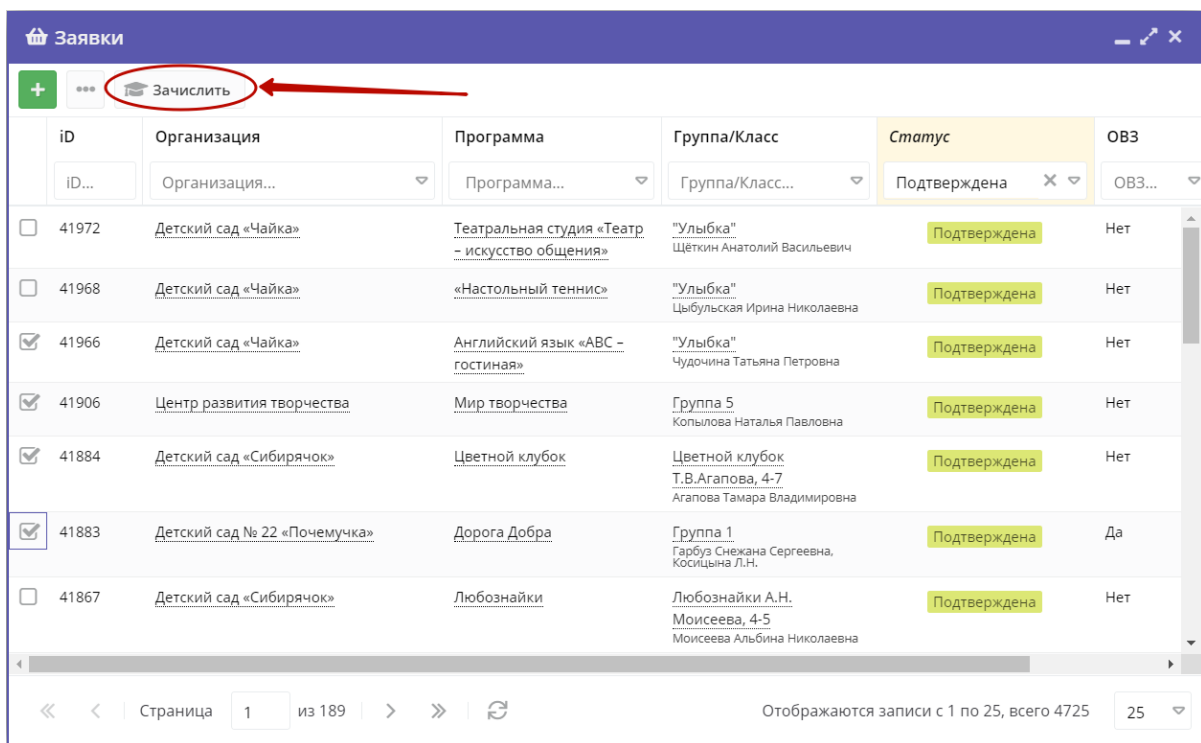 Заявки
Зачислить
iD
Организация
Программа
Группа/Класс
Статус
ОВЗ
iD...
Организация...
Программа...
Группа/Класс...
Подтверждена
ОВЗ...
41972
Детский сад «Чайка»
Театральная студия «Театр
– искусство общения»
"Улыбка"
Щёткин Анатолий Васильевич
Подтверждена
Нет
41968
Детский сад «Чайка»
«Настольный теннис»
"Улыбка"
Цыбульская Ирина Николаевна
Подтверждена
Нет
41966
Детский сад «Чайка»
Английский язык «АВС –
гостиная»
"Улыбка"
Чудочина Татьяна Петровна
Подтверждена
Нет
41906
Центр развития творчества
Мир творчества
Группа 5
Копылова Наталья Павловна
Подтверждена
Нет
41884
Детский сад «Сибирячок»
Цветной клубок
Цветной клубок
Т.В.Агапова, 4-7
Агапова Тамара Владимировна
Подтверждена
Нет
41883
Детский сад № 22 «Почемучка»
Дорога Добра
Группа 1
Гарбуз Снежана Сергеевна,
Косицына Л.Н.
Подтверждена
Да
41867
Детский сад «Сибирячок»
Любознайки
Любознайки А.Н.
Моисеева, 4-5
Моисеева Альбина Николаевна
Подтверждена
Нет
Страница 1 из 189
Отображаются записи с 1 по 25, всего 4725
25